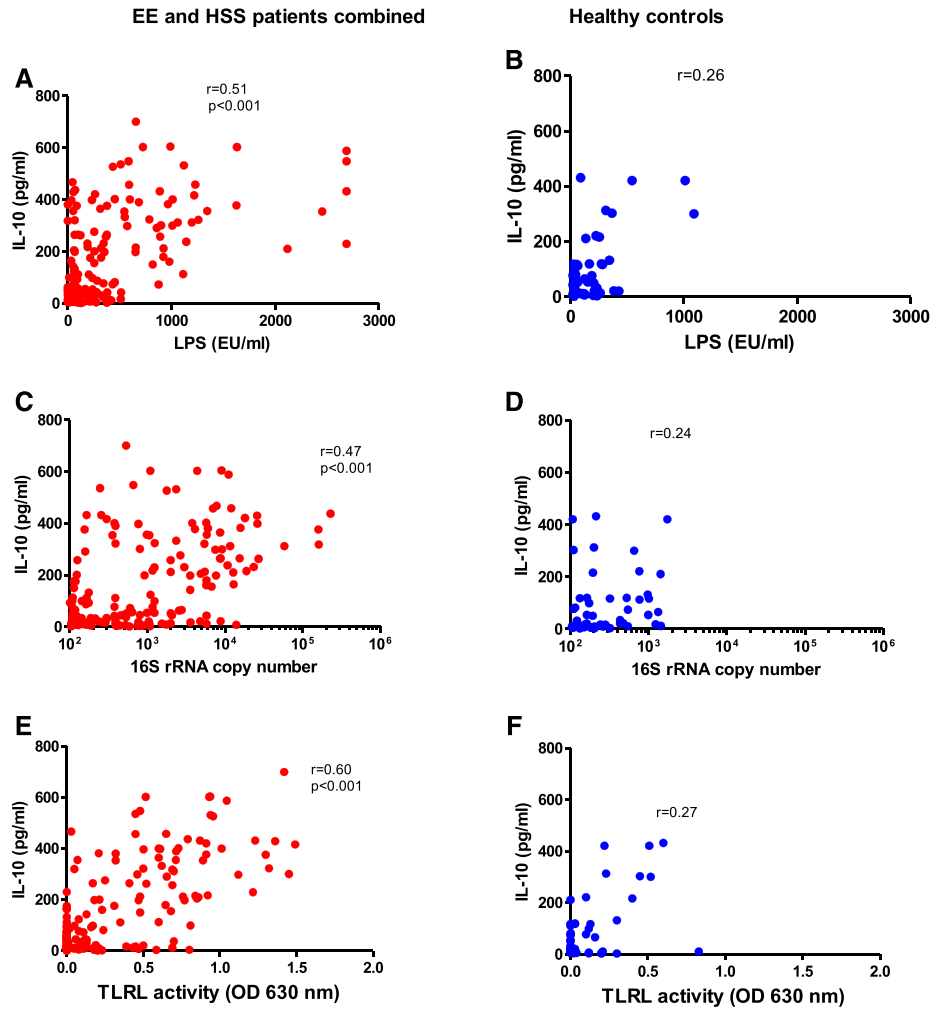 EE and HSS patients combined
Healthy controls
A
r=0.51
p<0.001
800
600
400
200
0
IL-10 (pg/ml)
0 1000 2000 3000
LPS (EU/ml)
B
r=0.26
800
600
400
200
0
IL-10 (pg/ml)
0 1000 2000 3000
LPS (EU/ml)
C
r=0.47
p<0.001
800
600
400
200
0
IL-10 (pg/ml)
10² 10³ 10⁴ 10⁵ 10⁶
16S rRNA copy number
D
r=0.24
800
600
400
200
0
IL-10 (pg/ml)
10² 10³ 10⁴ 10⁵ 10⁶
16S rRNA copy number
E
r=0.60
p<0.001
800
600
400
200
0
IL-10 (pg/ml)
0.0 0.5 1.0 1.5 2.0
TLRL activity (OD 630 nm)
F
r=0.27
800
600
400
200
0
IL-10 (pg/ml)
0.0 0.5 1.0 1.5 2.0
TLRL activity (OD 630 nm)